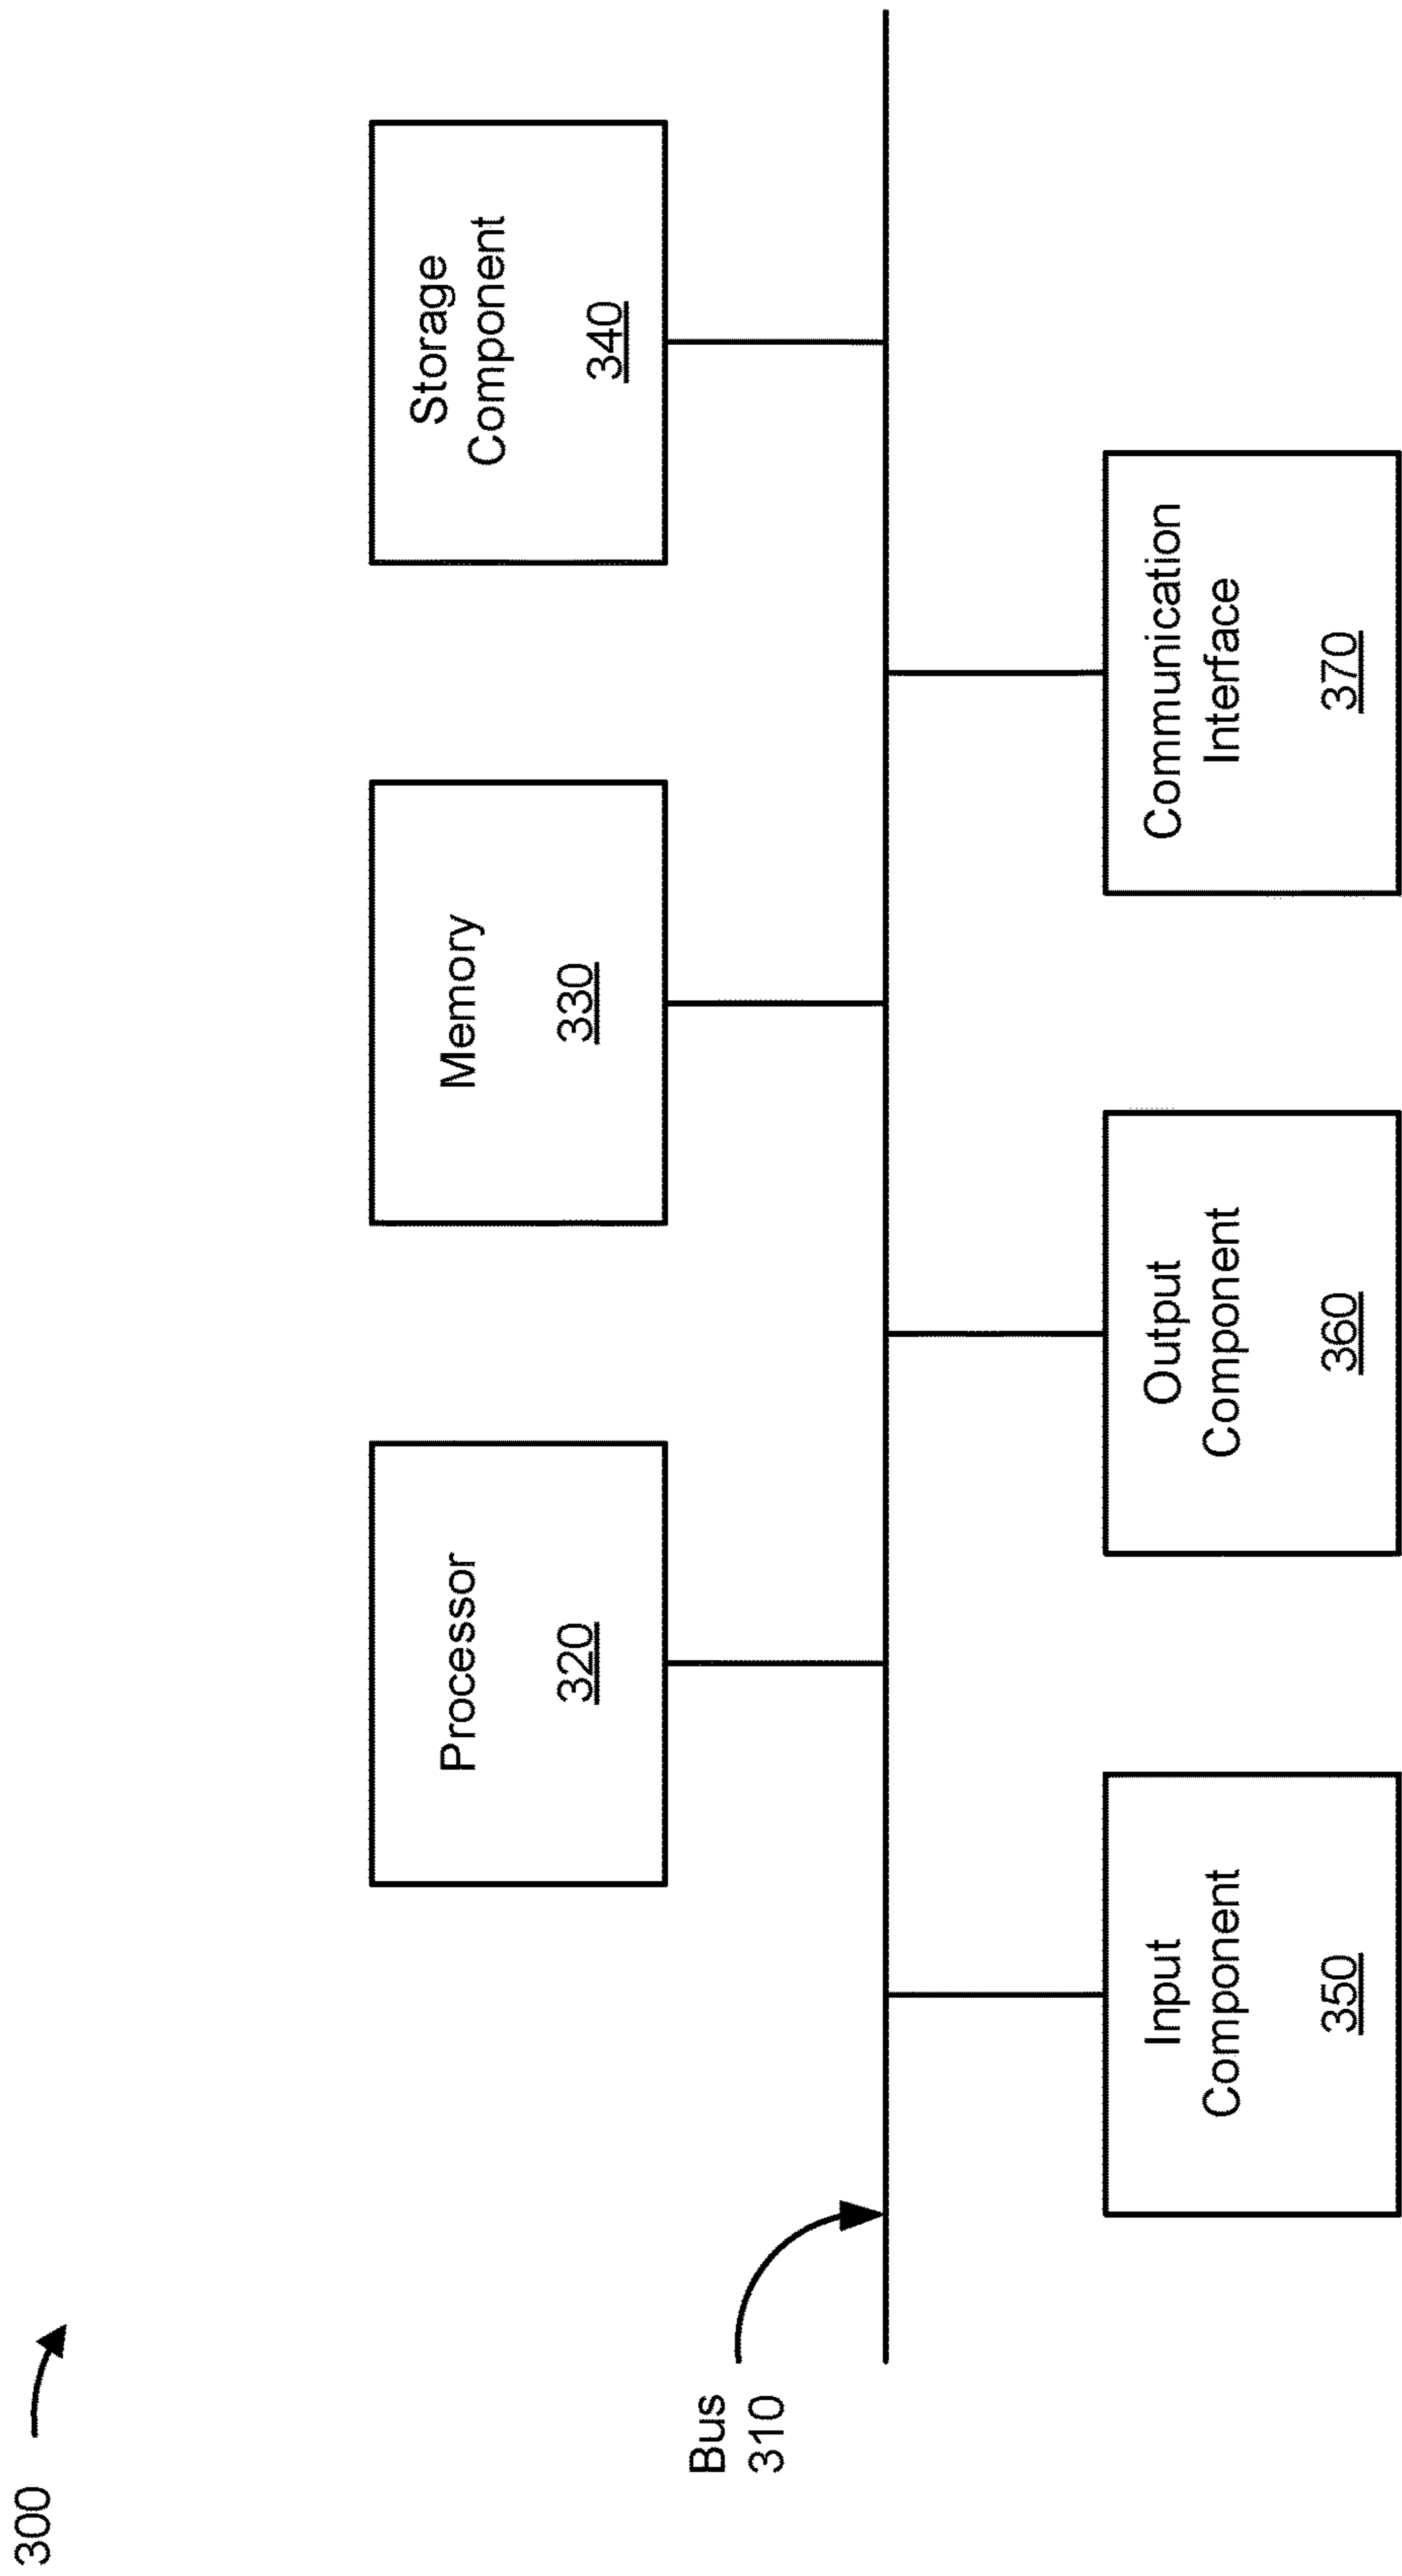 300
Processor
320
Memory
330
Storage
Component
340
Bus
310
Input
Component
350
Output
Component
360
Communication
Interface
370